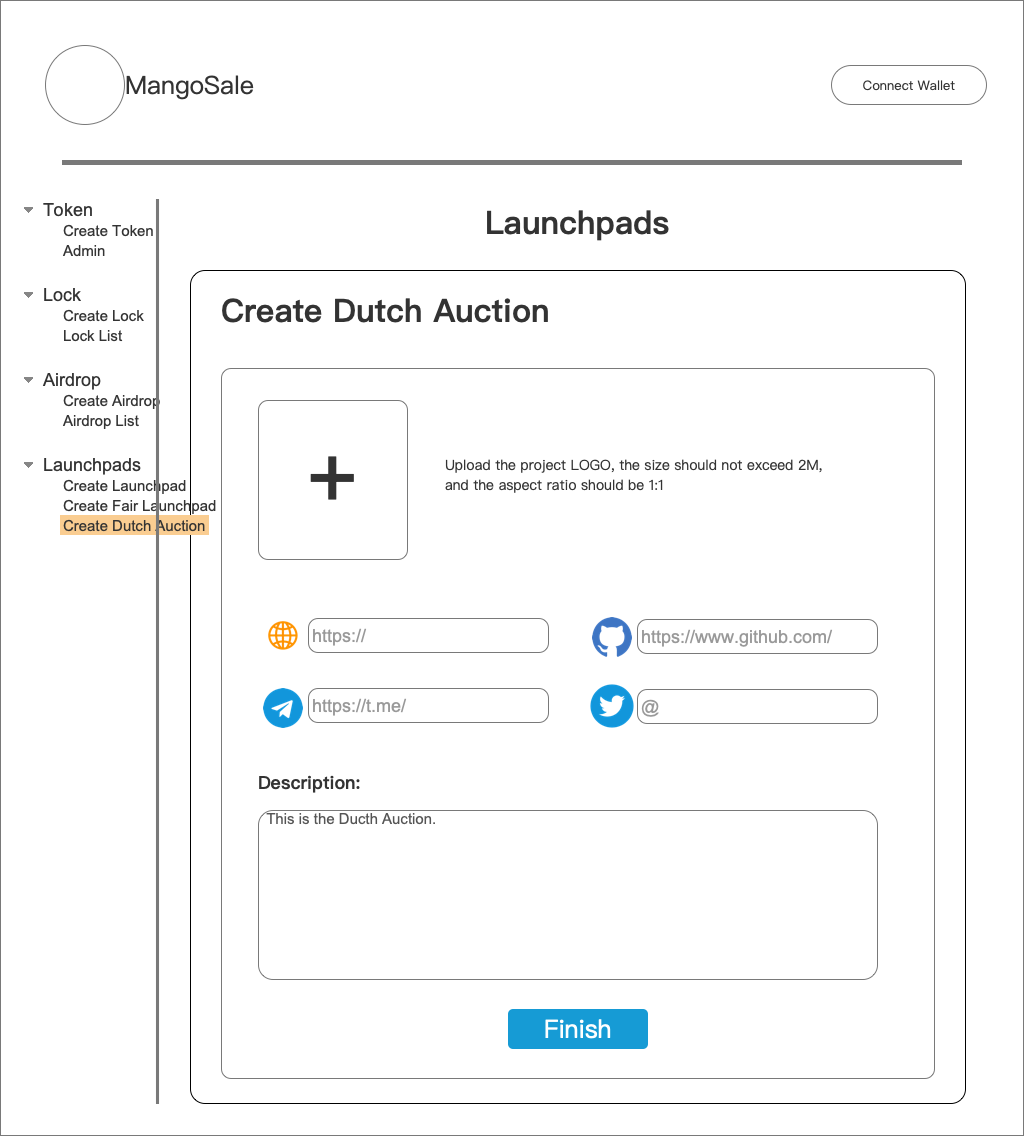 MangoSale
Connect Wallet
Token
Create Token
Admin
Lock
Create Lock
Lock List
Airdrop
Create Airdrop
Airdrop List
Launchpads
Create Launchpad
Create Fair Launchpad
Create Dutch Auction
Launchpads
Create Dutch Auction
Upload the project LOGO, the size should not exceed 2M,
and the aspect ratio should be 1:1
https://
https://www.github.com/
https://t.me/
@
Description:
This is the Ducth Auction.
Finish